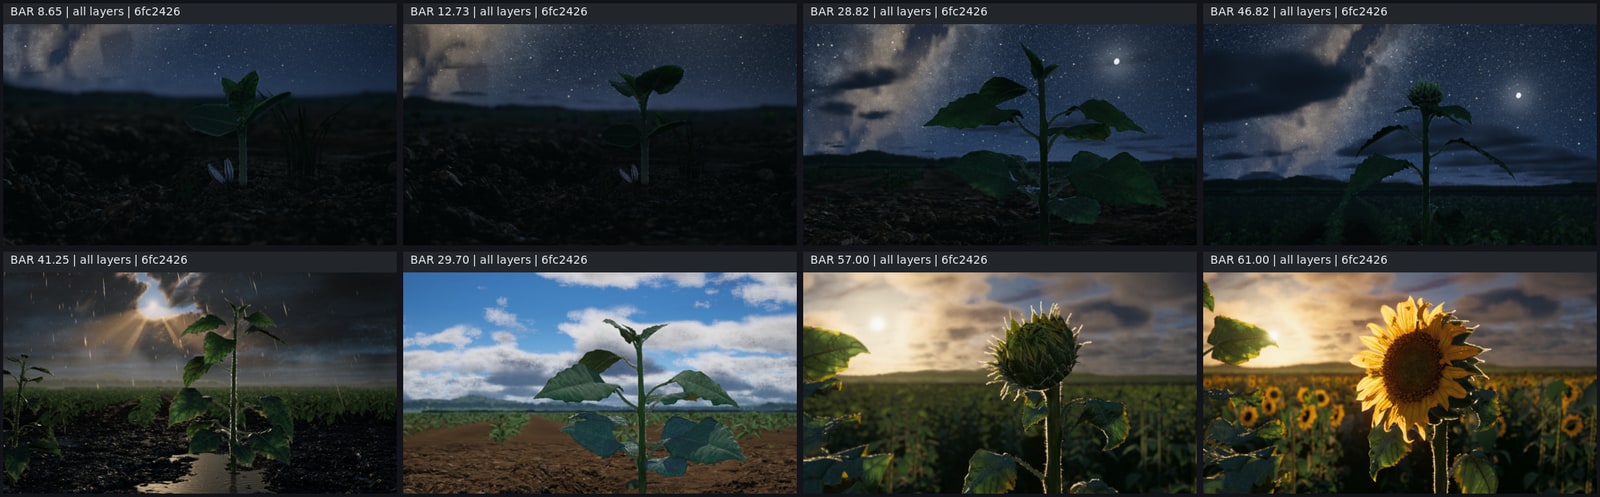 BAR 8.65 | all layers | 6fc2426
BAR 12.73 | all layers | 6fc2426
BAR 28.82 | all layers | 6fc2426
BAR 46.82 | all layers | 6fc2426
BAR 41.25 | all layers | 6fc2426
BAR 29.70 | all layers | 6fc2426
BAR 57.00 | all layers | 6fc2426
BAR 61.00 | all layers | 6fc2426